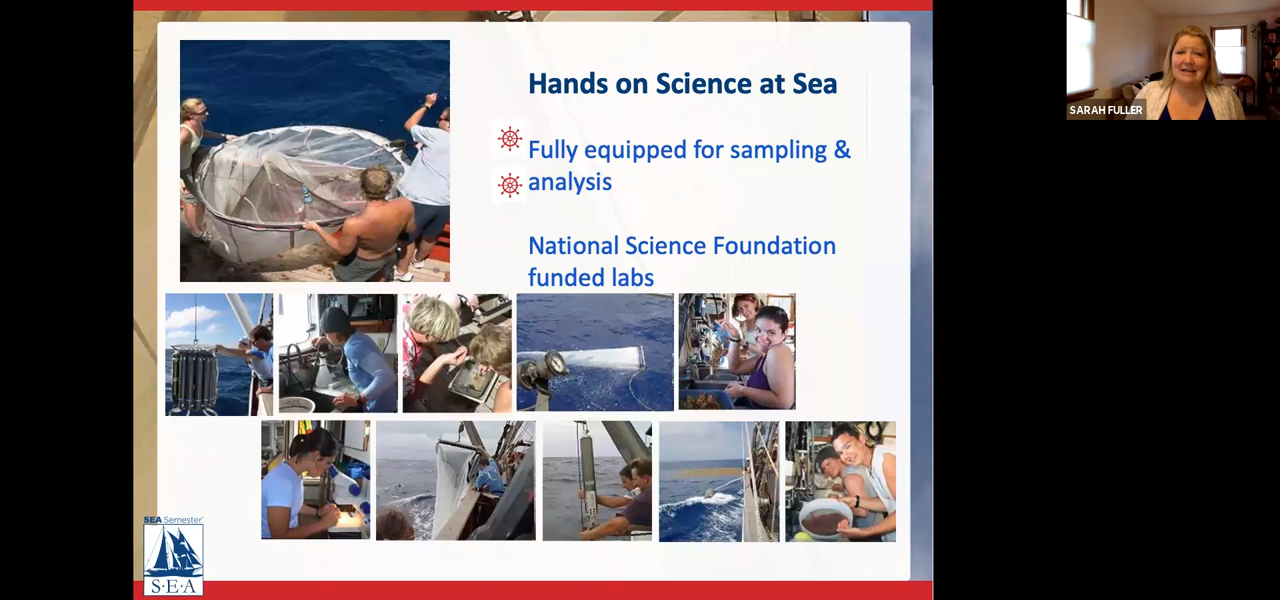 Hands on Science at Sea
Fully equipped for sampling &
analysis
National Science Foundation
funded labs
SARAH FULLER
SEA Semester®
S·E·A